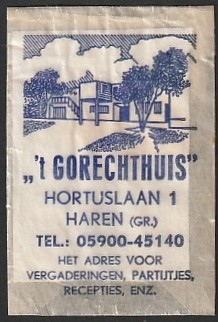 „'t GORECHTHUIS"
HORTUSLAAN 1
HAREN (GR.)
TEL.: 05900-45140
HET ADRES VOOR
VERGADERINGEN, PARTIJTJES,
RECEPTIES, ENZ.